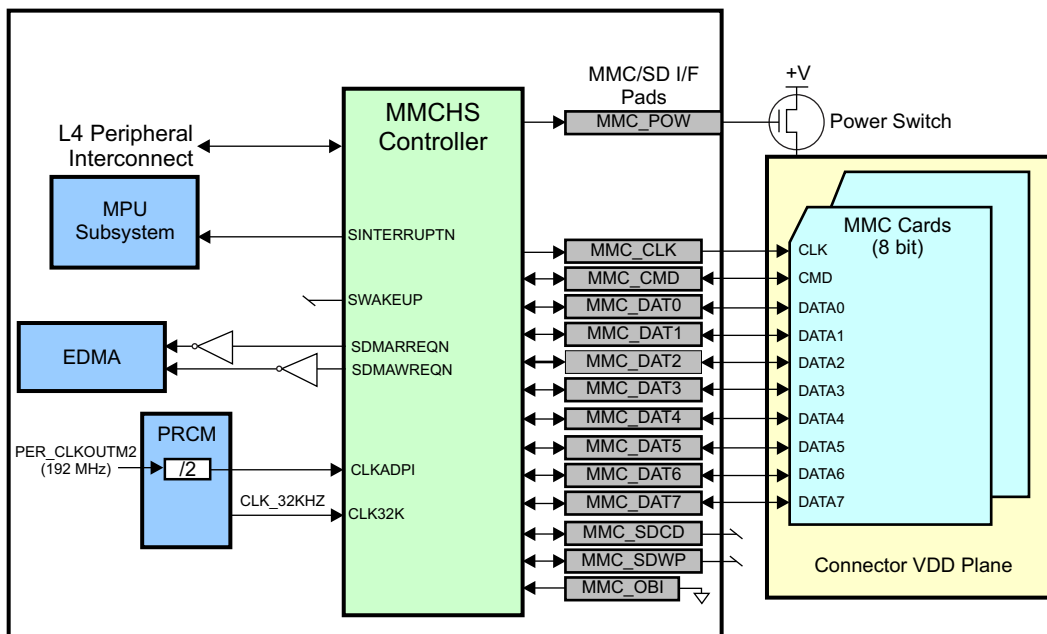 MMC/SD I/F
Pads
+V
MMCHS
Controller
MMC_POW
Power Switch
L4 Peripheral
Interconnect
MPU
Subsystem
SINTERRUPTN
SWAKEUP
EDMA
SDMARREQN
SDMAWREQN
PRCM
PER_CLKOUTM2
(192 MHz)
/2
CLKADPI
CLK_32KHZ
CLK32K
MMC_CLK
MMC_CMD
MMC_DAT0
MMC_DAT1
MMC_DAT2
MMC_DAT3
MMC_DAT4
MMC_DAT5
MMC_DAT6
MMC_DAT7
MMC_SDCD
MMC_SDWP
MMC_OBI
MMC Cards
(8 bit)
CLK
CMD
DATA0
DATA1
DATA2
DATA3
DATA4
DATA5
DATA6
DATA7
Connector VDD Plane